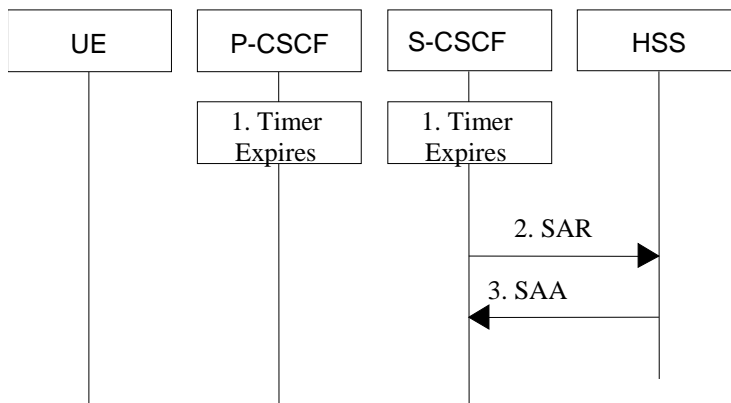 UE
P-CSCF
S-CSCF
HSS
1. Timer
Expires
1. Timer
Expires
2. SAR
3. SAA